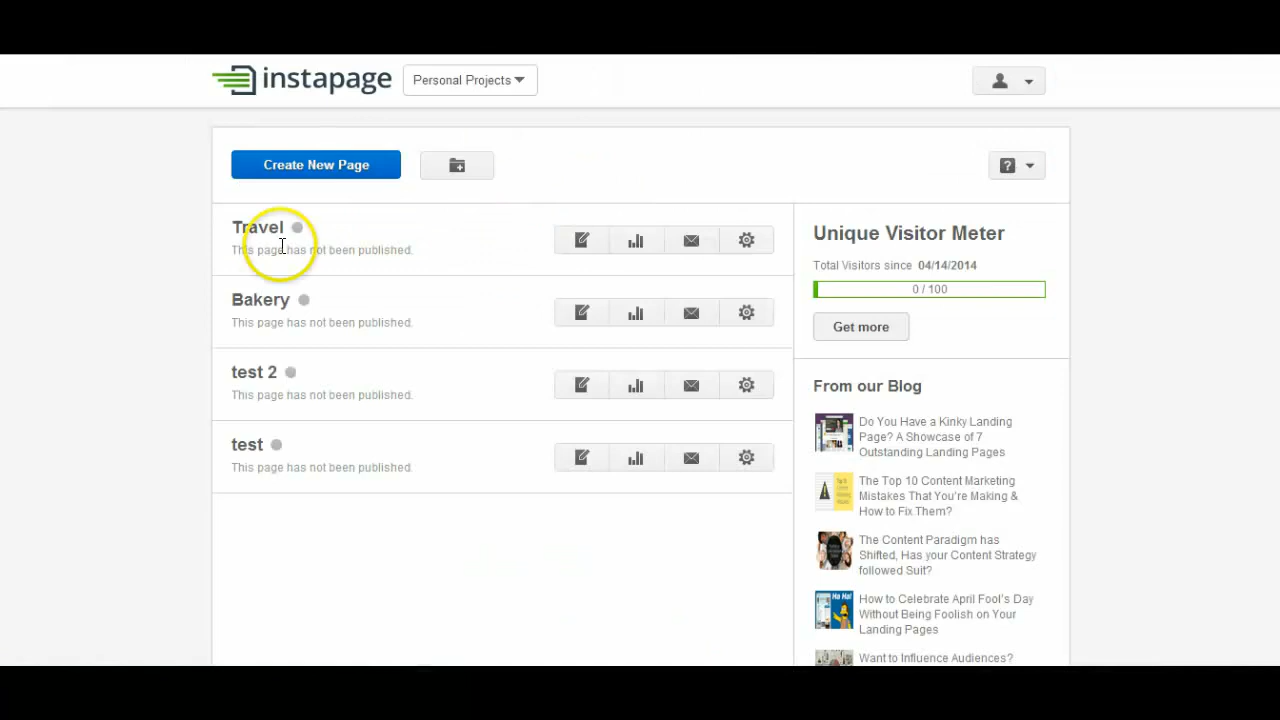 instapage
Personal Projects
Create New Page
Travel
This page has not been published.
Bakery
This page has not been published.
test 2
This page has not been published.
test
This page has not been published.
Unique Visitor Meter
Total Visitors since 04/14/2014
0 / 100
Get more
From our Blog
Do You Have a Kinky Landing
Page? A Showcase of 7
Outstanding Landing Pages
The Top 10 Content Marketing
Mistakes That You're Making &
How to Fix Them?
The Content Paradigm has
Shifted, Has your Content Strategy
followed Suit?
How to Celebrate April Fool's Day
Without Being Foolish on Your
Landing Pages
Want to Influence Audiences?